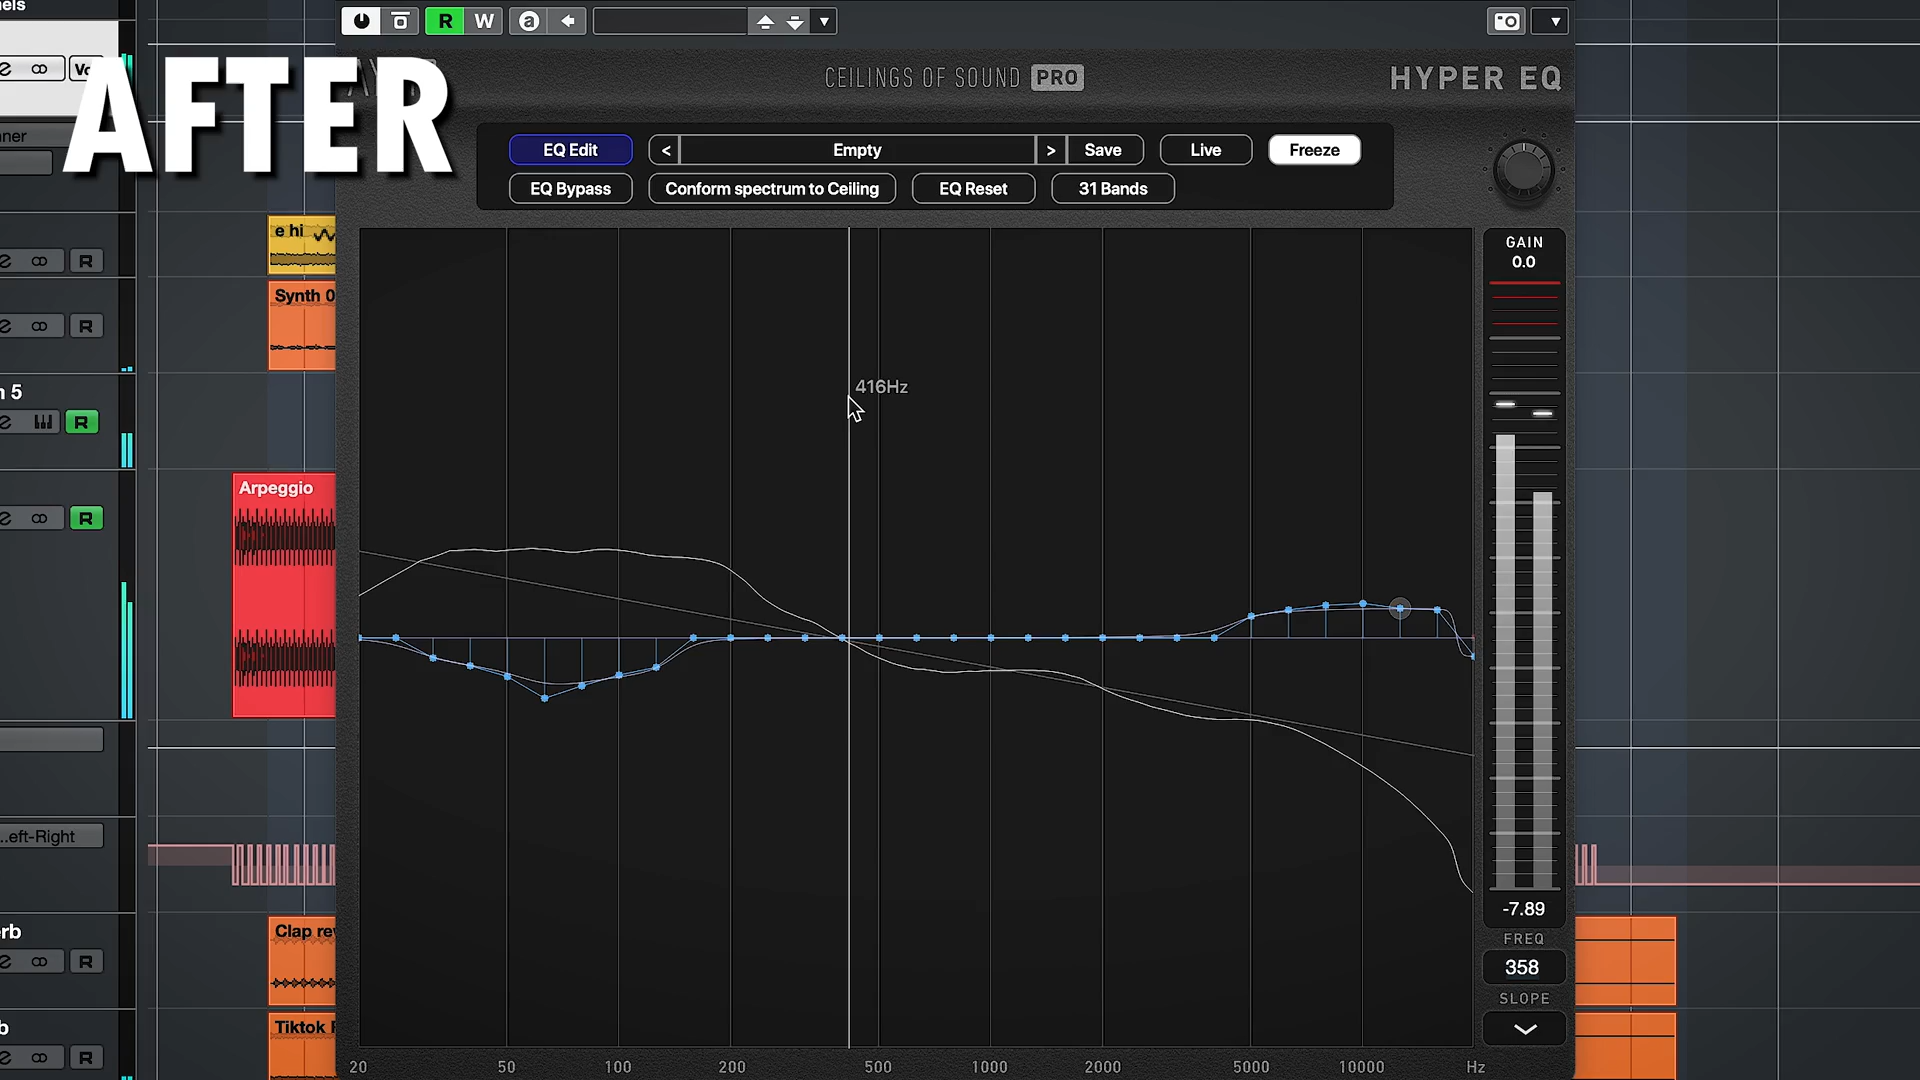 R W a
AFTER
CEILINGS OF SOUND PRO
HYPER EQ
EQ Edit < Empty > Save Live Freeze
EQ Bypass Conform spectrum to Ceiling EQ Reset 31 Bands
GAIN
0.0
e hi
R
Synth 0
R
416Hz
5
R
Arpeggio
R
...eft-Right
-7.89
FREQ
358
SLOPE
Clap rev
R
Tiktok
R
20 50 100 200 500 1000 2000 5000 10000 Hz